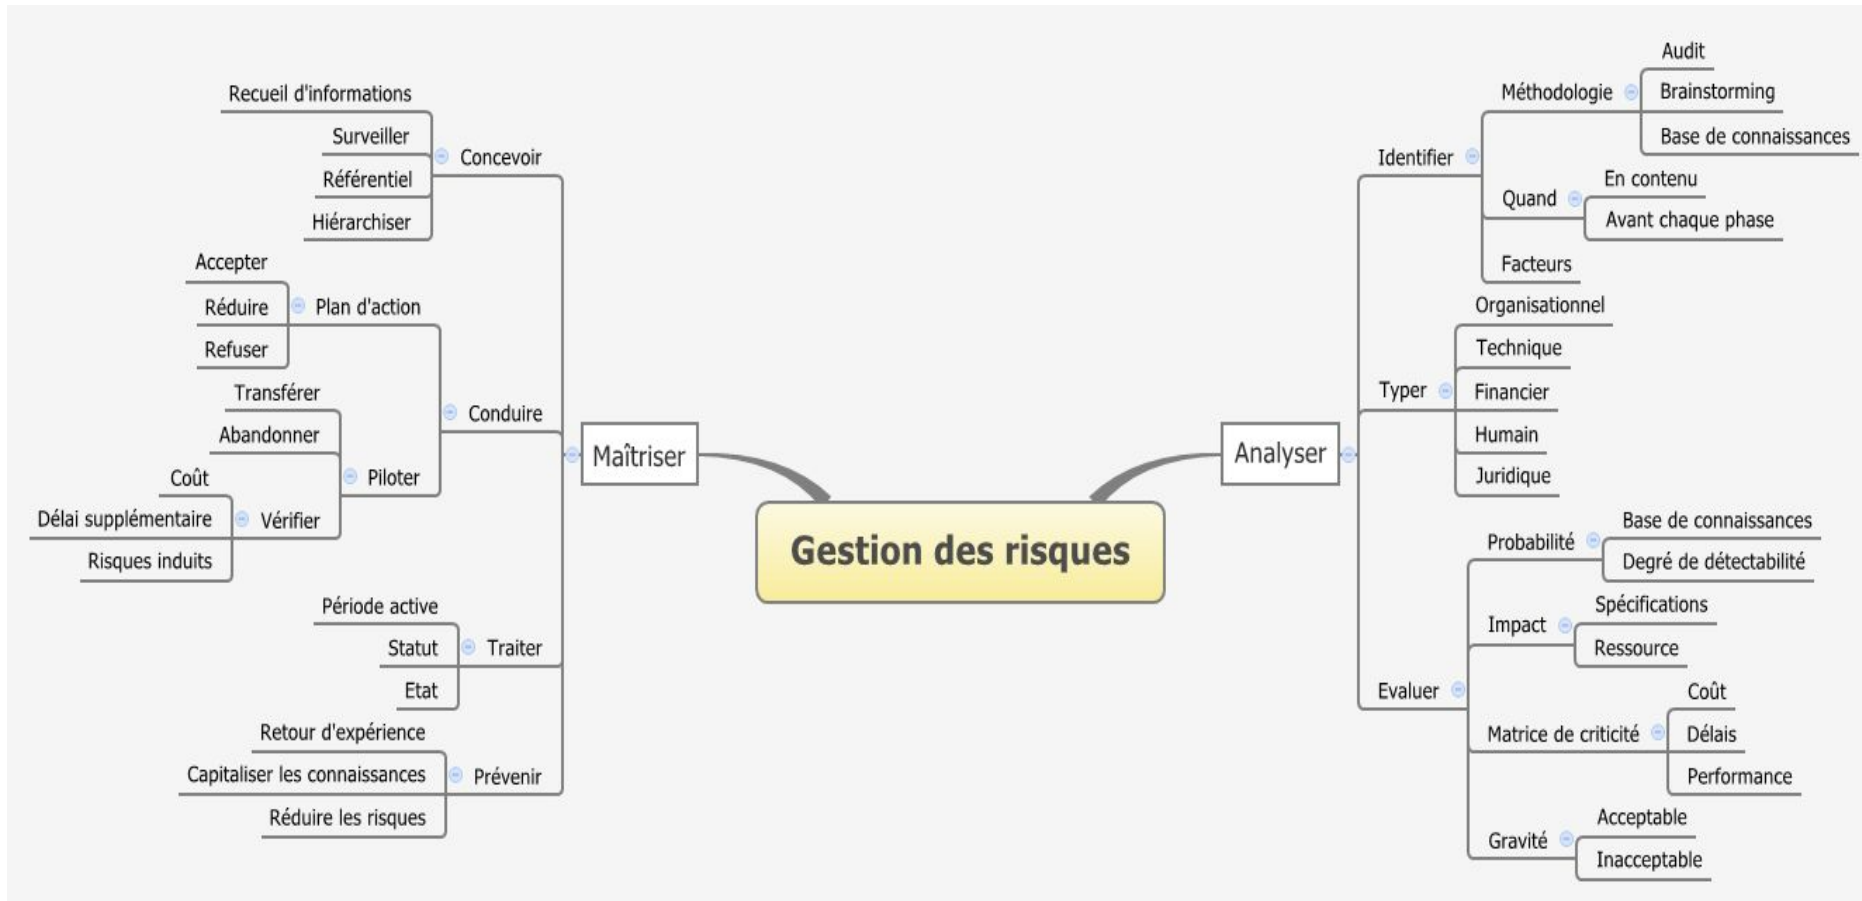 Gestion des risques
Analyser
Identifier
Méthodologie
Audit
Brainstorming
Base de connaissances
Quand
En contenu
Avant chaque phase
Facteurs
Typer
Organisationnel
Technique
Financier
Humain
Juridique
Evaluer
Probabilité
Base de connaissances
Degré de détectabilité
Impact
Spécifications
Ressource
Matrice de criticité
Coût
Délais
Performance
Gravité
Acceptable
Inacceptable
Maîtriser
Concevoir
Recueil d'informations
Surveiller
Référentiel
Hiérarchiser
Conduire
Plan d'action
Accepter
Réduire
Refuser
Piloter
Transférer
Abandonner
Vérifier
Coût
Délai supplémentaire
Risques induits
Traiter
Période active
Statut
Etat
Prévenir
Retour d'expérience
Capitaliser les connaissances
Réduire les risques